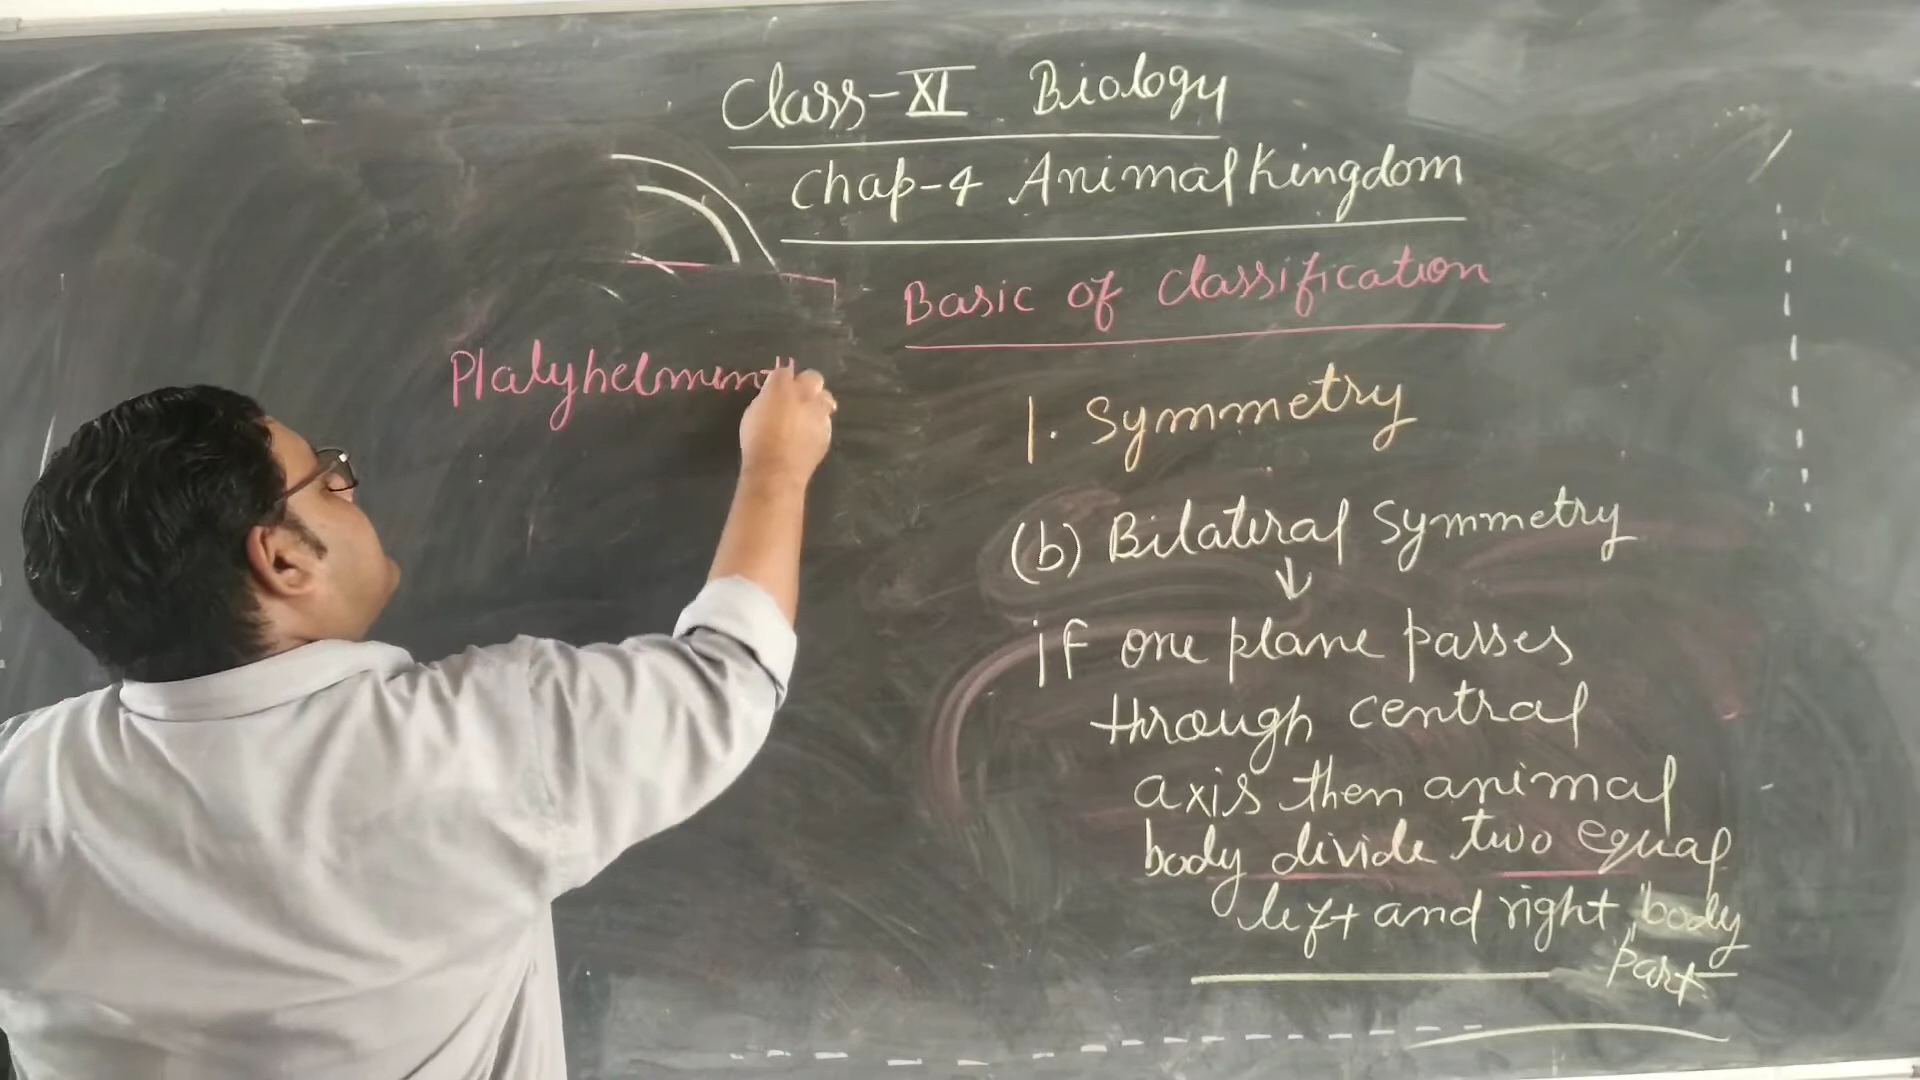 Class-XI Biology
Chap-4 Animal Kingdom
Basic of Classification
Platyhelminth
1. Symmetry
(b) Bilateral Symmetry
↓
if one plane passes
through central
axis then animal
body divide two equal
left and right body
part